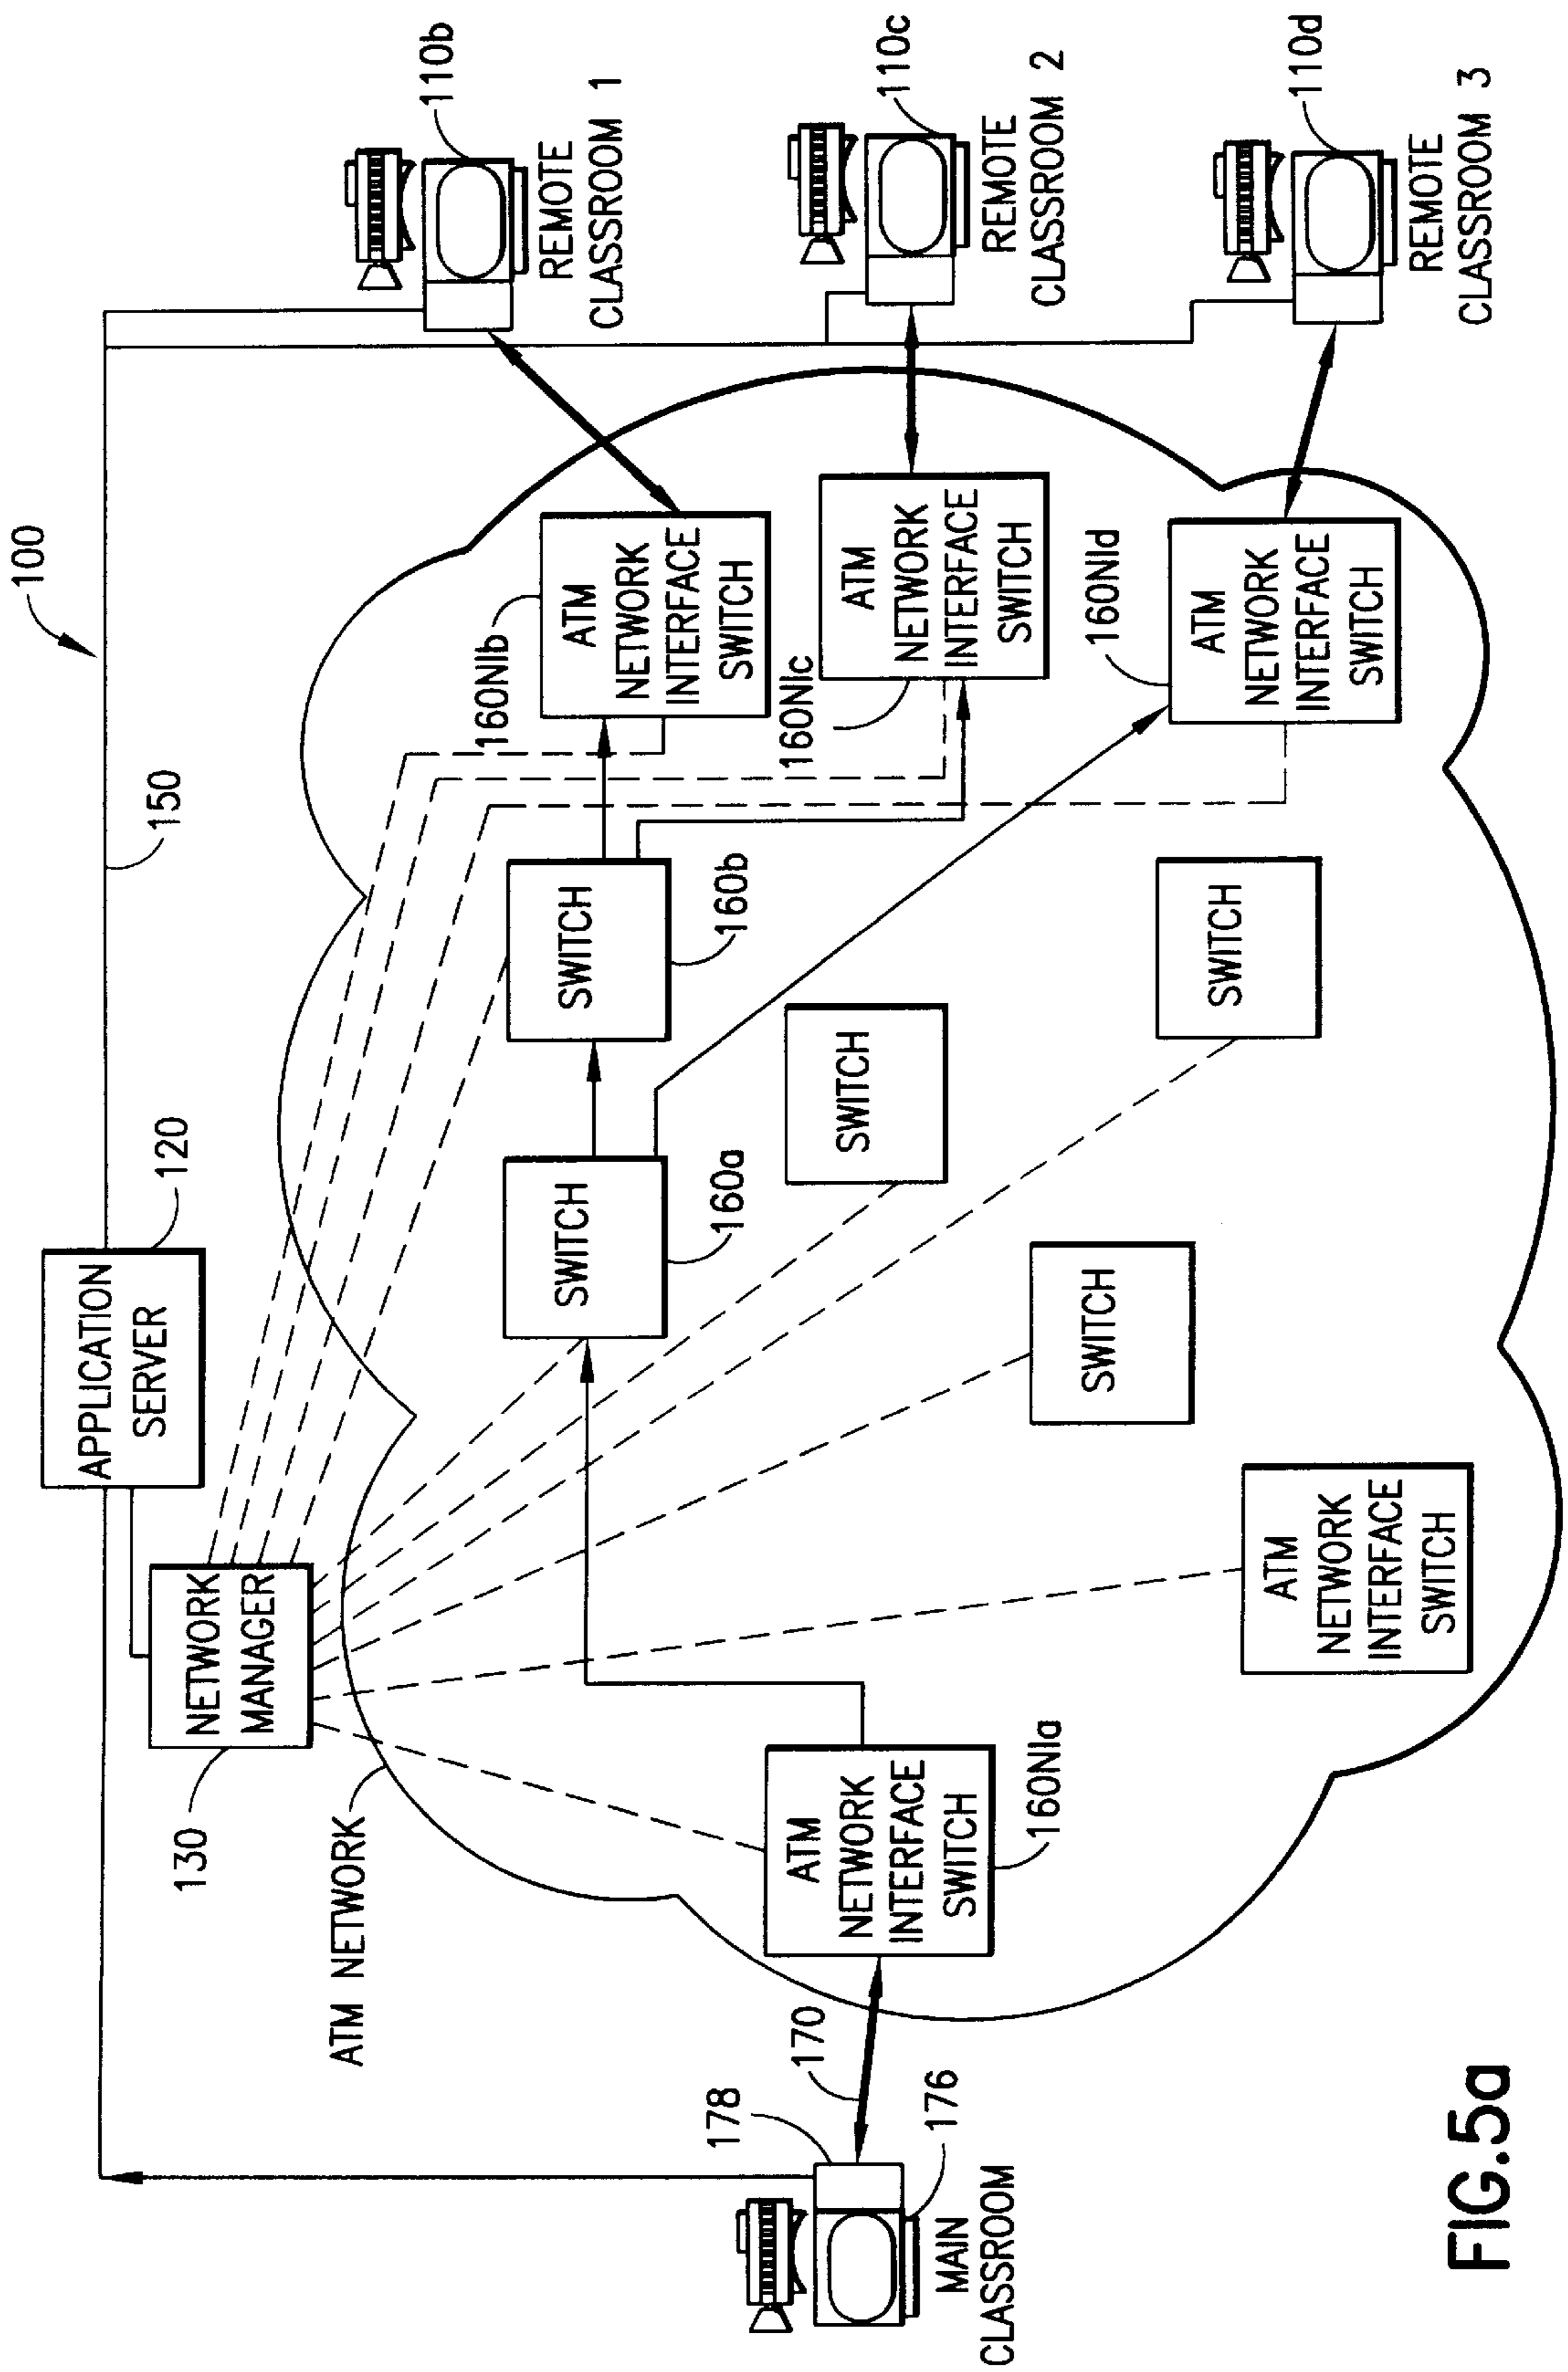 100
150
APPLICATION
SERVER
120
NETWORK
MANAGER
130
ATM NETWORK
110b
REMOTE
CLASSROOM 1
110c
REMOTE
CLASSROOM 2
110d
REMOTE
CLASSROOM 3
ATM
NETWORK
INTERFACE
SWITCH
160NIb
ATM
NETWORK
INTERFACE
SWITCH
160NIc
ATM
NETWORK
INTERFACE
SWITCH
160NId
SWITCH
160b
SWITCH
160a
SWITCH
SWITCH
SWITCH
ATM
NETWORK
INTERFACE
SWITCH
ATM
NETWORK
INTERFACE
SWITCH
160NIa
170
178
176
MAIN
CLASSROOM
FIG.5a